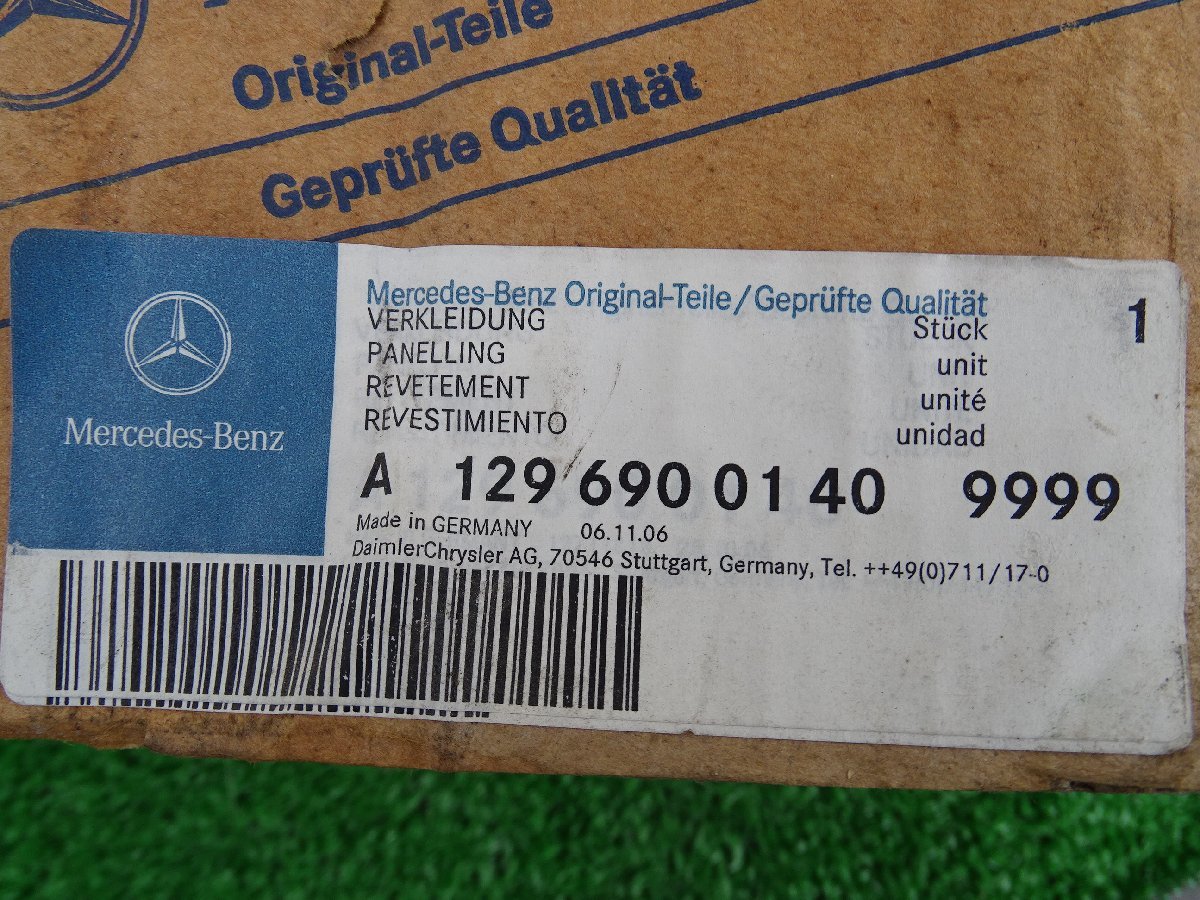 Original-Teile
Geprüfte Qualität
Mercedes-Benz
Mercedes-Benz Original-Teile/Geprüfte Qualität
VERKLEIDUNG Stück 1
PANELLING unit
REVETEMENT unité
REVESTIMIENTO unidad
A 129 690 01 40 9999
Made in GERMANY 06.11.06
DaimlerChrysler AG, 70546 Stuttgart, Germany, Tel. ++49(0)711/17-0